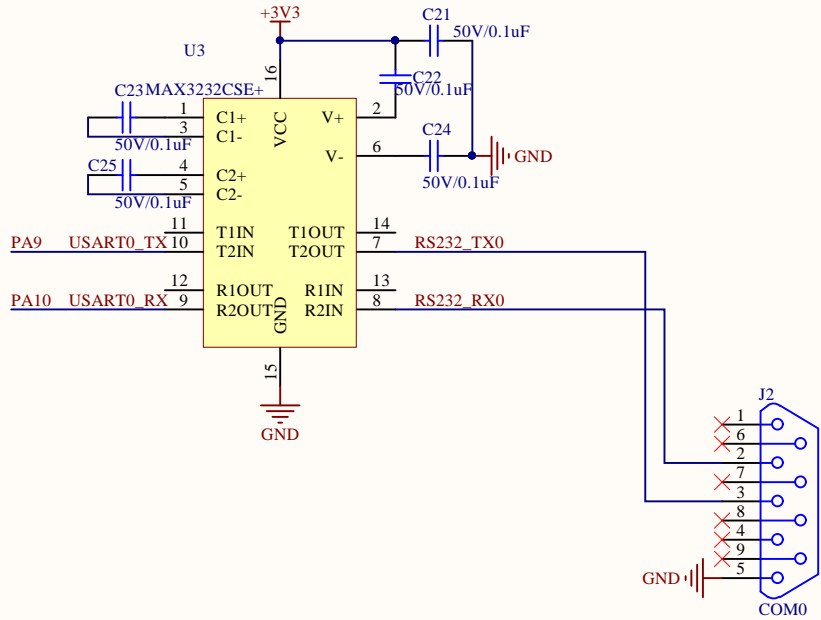 +3V3
C21
50V/0.1uF
U3
16
C22
50V/0.1uF
C23
MAX3232CSE+
1
C1+
VCC
V+
2
3
C1-
50V/0.1uF
C24
V-
6
GND
C25
4
C2+
50V/0.1uF
5
C2-
50V/0.1uF
11
T1IN
T1OUT
14
PA9
USART0_TX
10
T2IN
T2OUT
7
RS232_TX0
12
R1OUT
R1IN
13
PA10
USART0_RX
9
R2OUT
GND
R2IN
8
RS232_RX0
15
GND
J2
1
6
2
7
3
8
4
9
5
GND
COM0